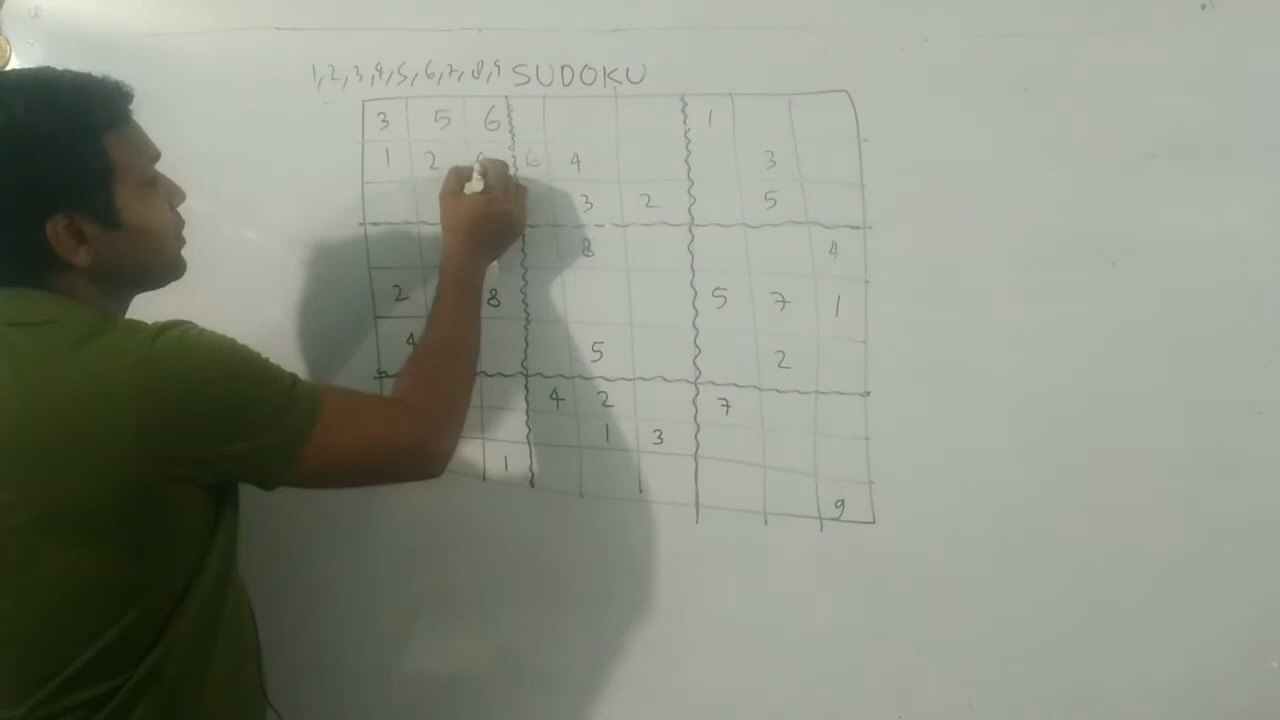 1,2,3,4,5,6,7,8,9 SUDOKU
3 5 6 1
1 2 6 4 3
3 2 5
8 4
2 8 5 7 1
4 5 2
4 2 7
1 3
1
9